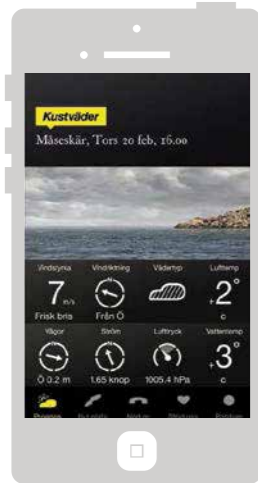 Kustväder
Måseskär, Tors 20 feb, 16.00
Vindstyrka Vindriktning Vädertyp Lufttemp
7 m/s +2°
Frisk bris Från Ö c
Vågor Ström Lufttryck Vattentemp
+3°
Ö 0.2 m 1.65 knop 1005.4 hPa c
Prognos